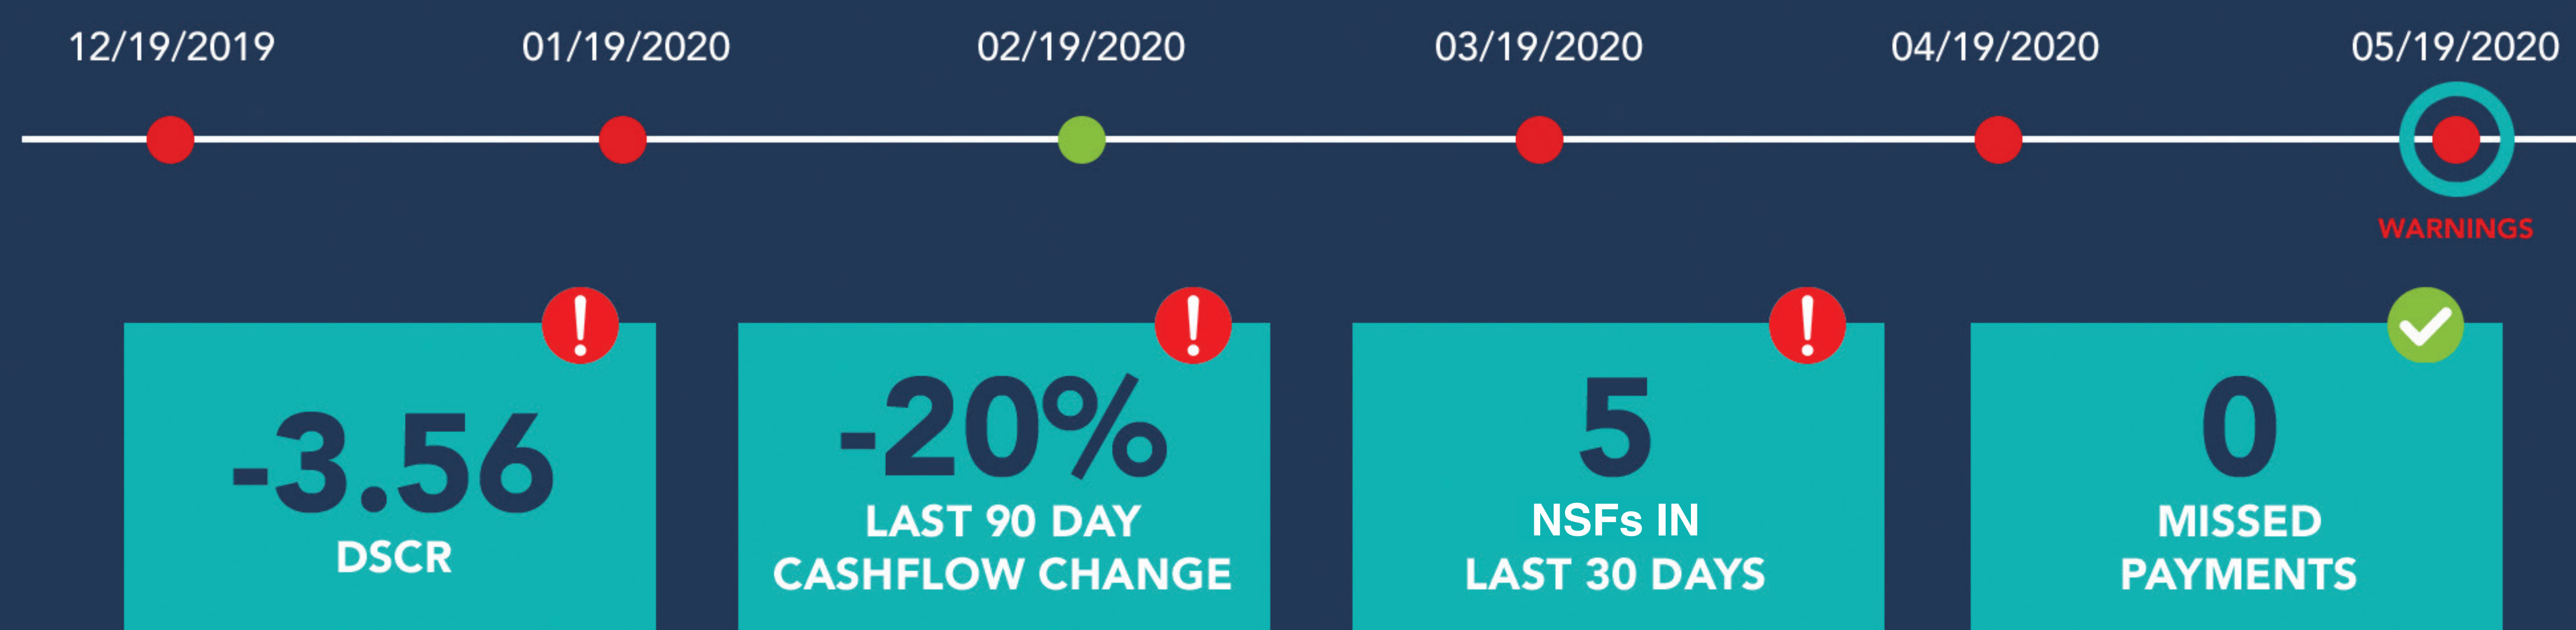 12/19/2019 01/19/2020 02/19/2020 03/19/2020 04/19/2020 05/19/2020
WARNINGS
-3.56
DSCR
-20%
LAST 90 DAY
CASHFLOW CHANGE
5
NSFs IN
LAST 30 DAYS
0
MISSED
PAYMENTS